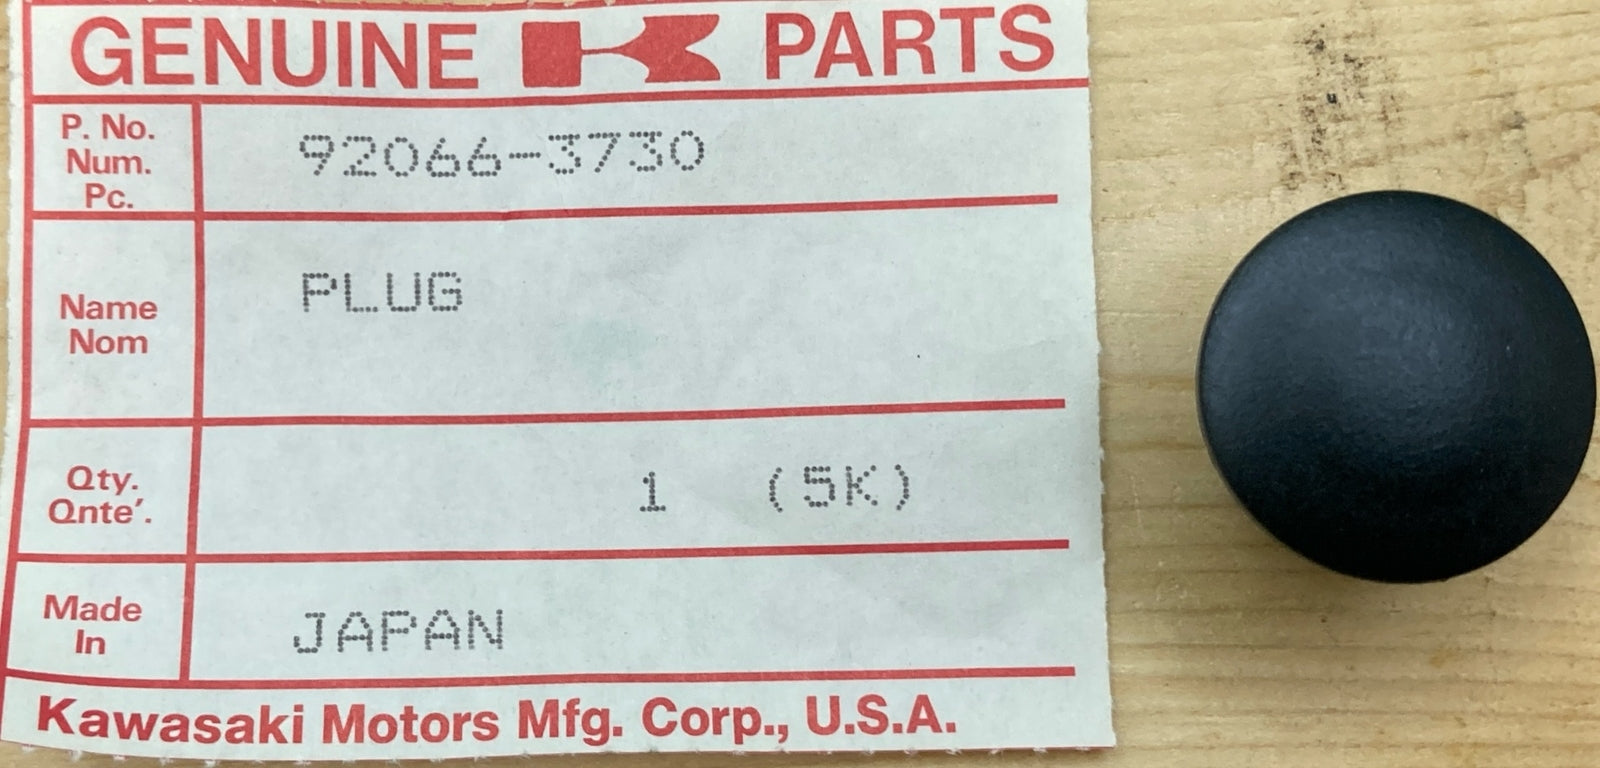 GENUINE K PARTS
P. No.
Num.
Pc.
92066-3730
Name
Nom
PLUG
Qty.
Qnte'.
1 (5K)
Made
In
JAPAN
Kawasaki Motors Mfg. Corp., U.S.A.